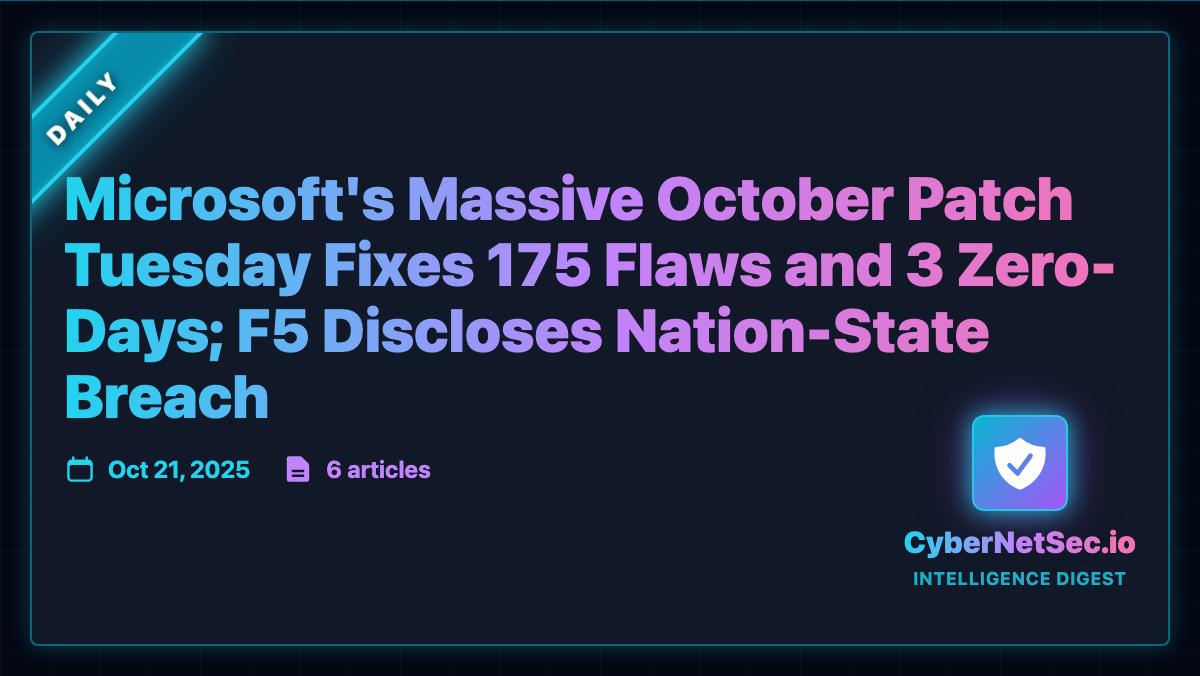 DAILY
Microsoft's Massive October Patch
Tuesday Fixes 175 Flaws and 3 Zero-
Days; F5 Discloses Nation-State
Breach
Oct 21, 2025
6 articles
CyberNetSec.io
INTELLIGENCE DIGEST